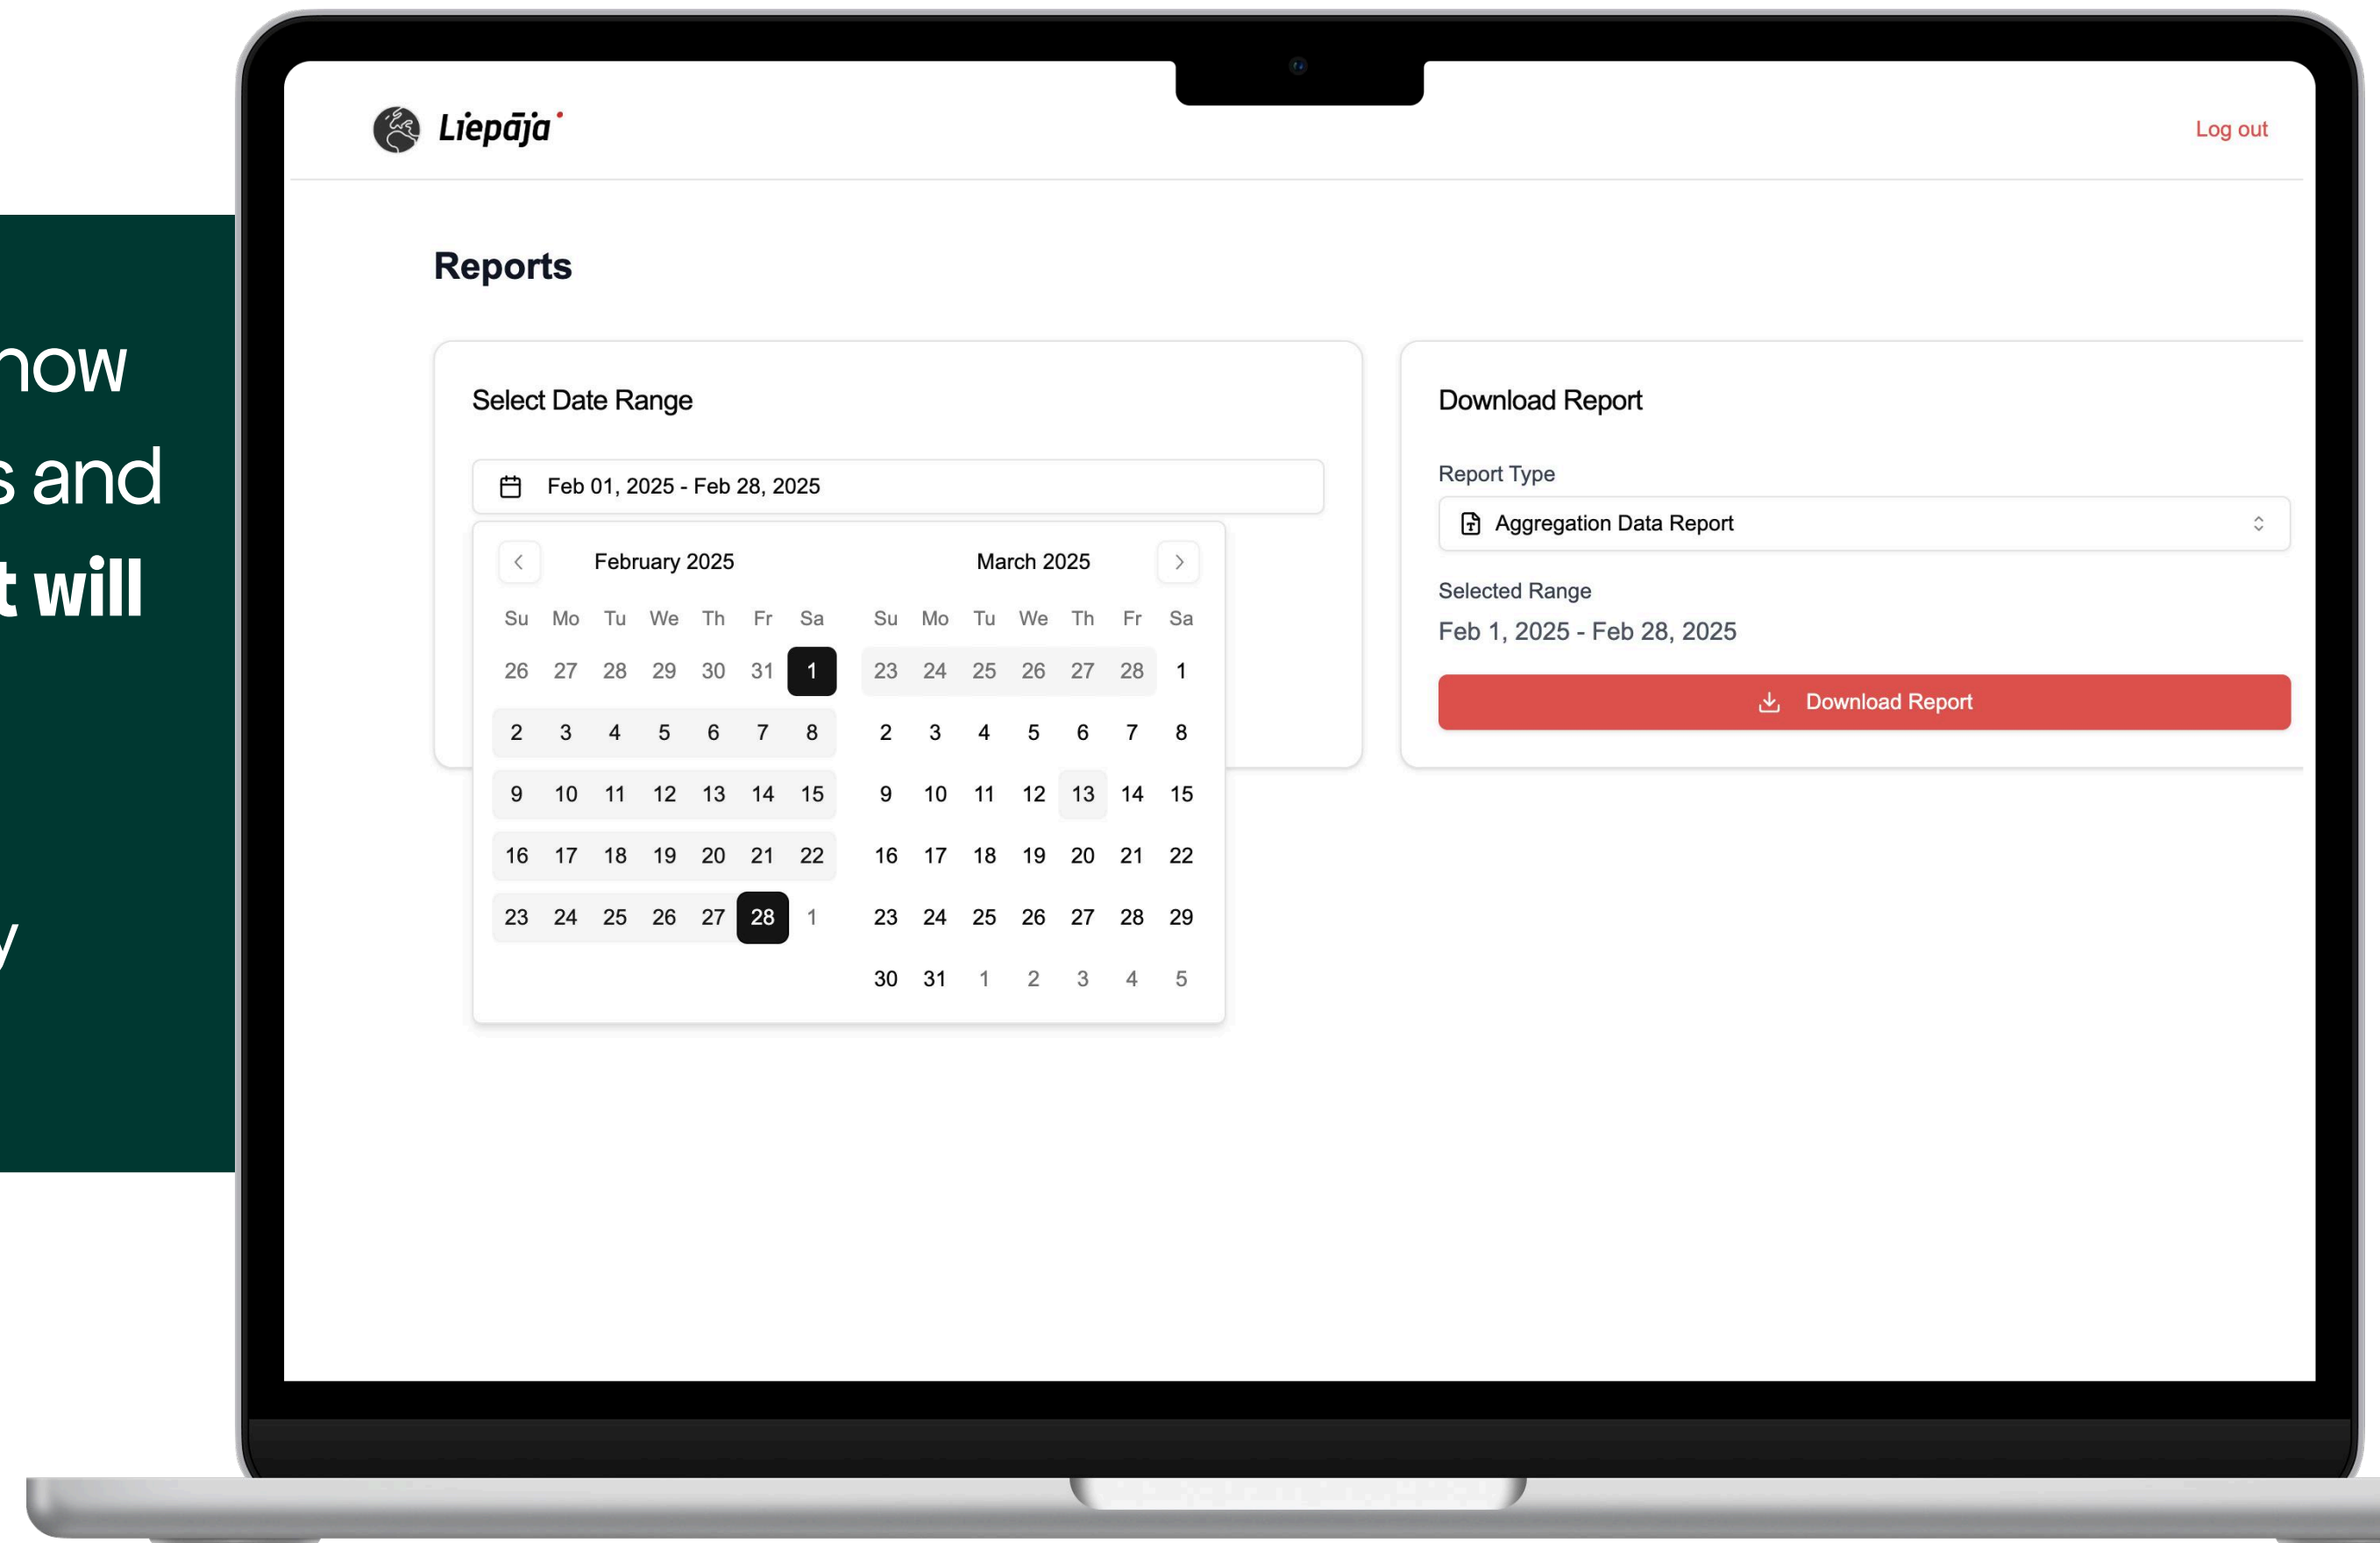 now
s and
t will
y
Liepāja
Log out
Reports
Select Date Range
Feb 01, 2025 - Feb 28, 2025
February 2025
Su Mo Tu We Th Fr Sa
26 27 28 29 30 31 1
2 3 4 5 6 7 8
9 10 11 12 13 14 15
16 17 18 19 20 21 22
23 24 25 26 27 28 1
March 2025
Su Mo Tu We Th Fr Sa
23 24 25 26 27 28 1
2 3 4 5 6 7 8
9 10 11 12 13 14 15
16 17 18 19 20 21 22
23 24 25 26 27 28 29
30 31 1 2 3 4 5
Download Report
Report Type
Aggregation Data Report
Selected Range
Feb 1, 2025 - Feb 28, 2025
Download Report